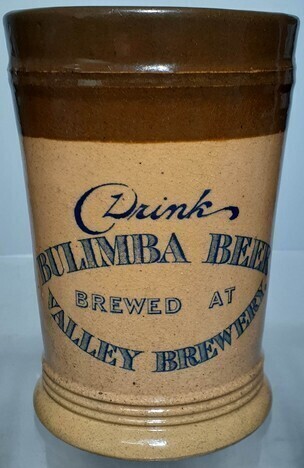 Drink
BULIMBA BEER
BREWED AT
VALLEY BREWERY.